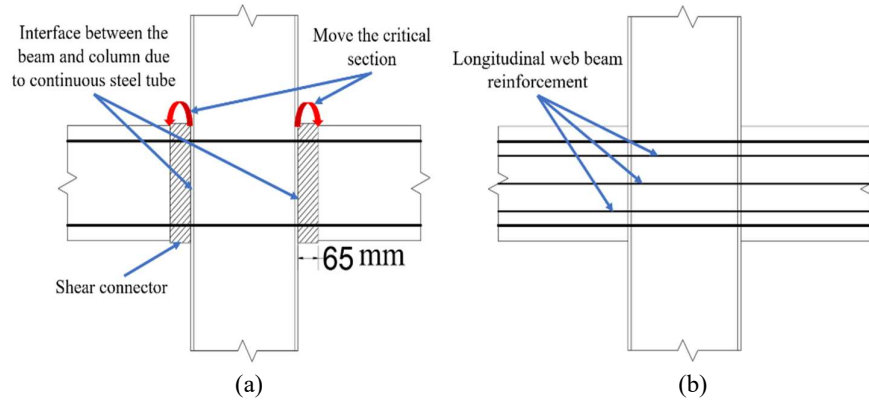 Interface between the
beam and column due
to continuous steel tube
Move the critical
section
Shear connector
65 mm
(a)
Longitudinal web beam
reinforcement
(b)